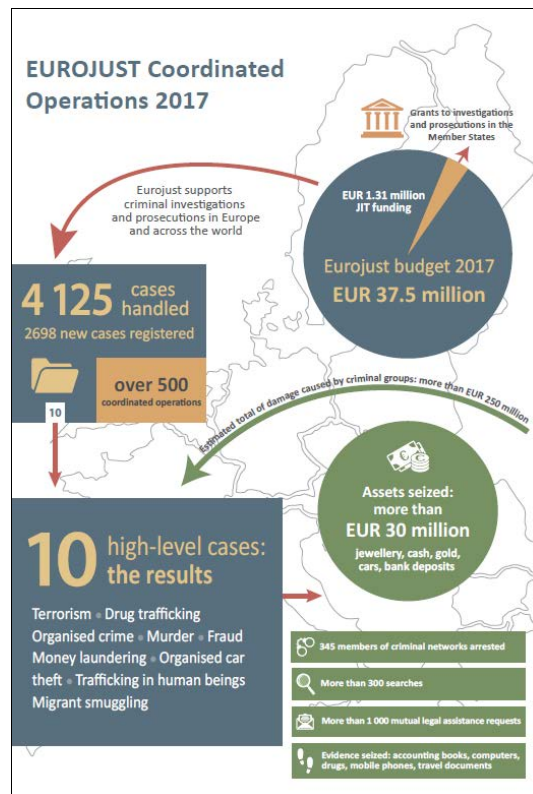 EUROJUST Coordinated
Operations 2017
Grants to investigations
and prosecutions in the
Member States
EUR 1.31 million
JIT funding
Eurojust budget 2017
EUR 37.5 million
Eurojust supports
criminal investigations
and prosecutions in Europe
and across the world
4 125 cases
handled
2698 new cases registered
10
over 500
coordinated operations
Estimated total of damage caused by criminal groups: more than EUR 250 million
Assets seized:
more than
EUR 30 million
jewellery, cash, gold,
cars, bank deposits
10 high-level cases:
the results
Terrorism • Drug trafficking
Organised crime • Murder • Fraud
Money laundering • Organised car
theft • Trafficking in human beings
Migrant smuggling
345 members of criminal networks arrested
More than 300 searches
More than 1 000 mutual legal assistance requests
Evidence seized: accounting books, computers,
drugs, mobile phones, travel documents